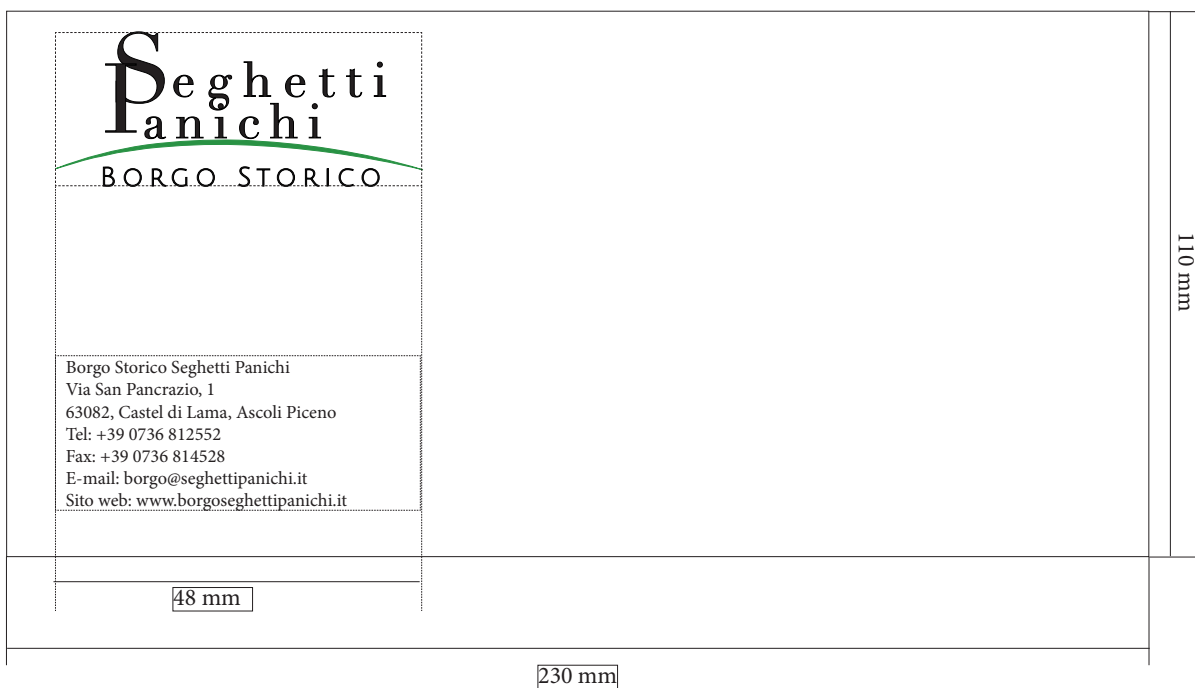 Seghetti
Panichi
BORGO STORICO
Borgo Storico Seghetti Panichi
Via San Pancrazio, 1
63082, Castel di Lama, Ascoli Piceno
Tel: +39 0736 812552
Fax: +39 0736 814528
E-mail: borgo@seghettipanichi.it
Sito web: www.borgoseghettipanichi.it
110 mm
48 mm
230 mm